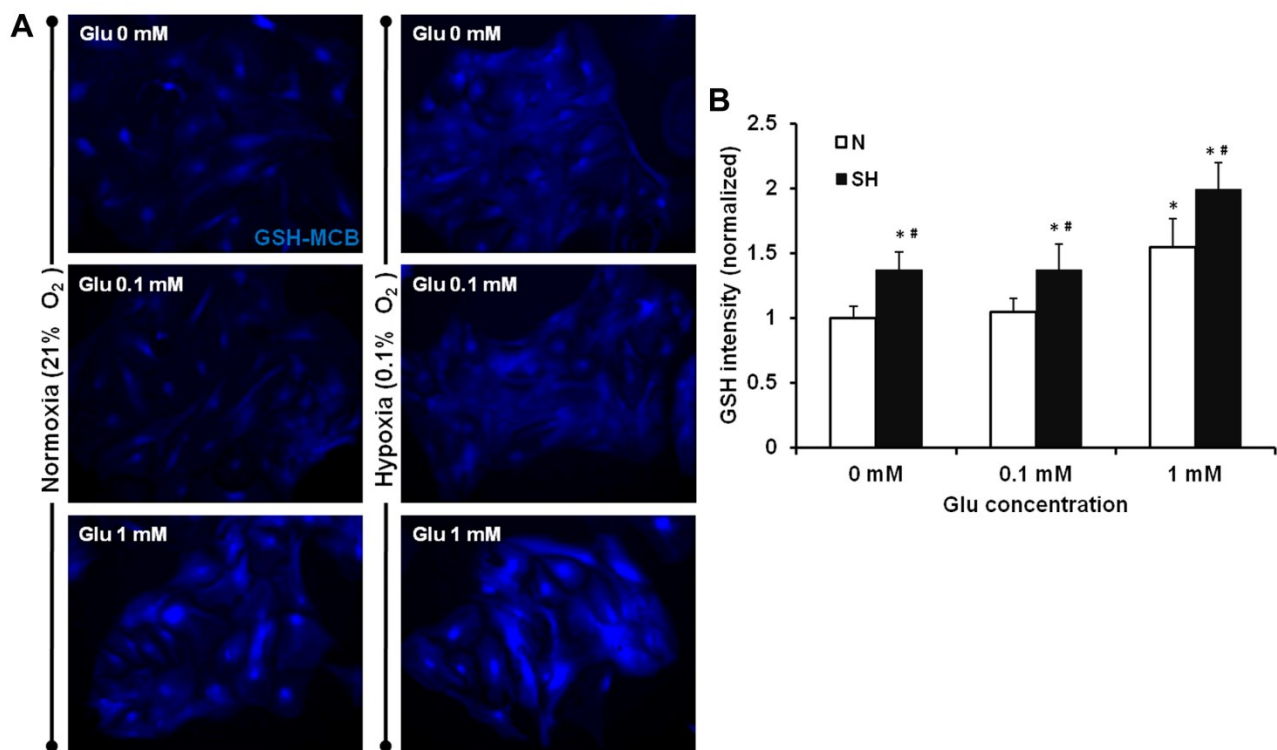 A
Normoxia (21% O2)
Glu 0 mM
GSH-MCB
Glu 0.1 mM
Glu 1 mM
Hypoxia (0.1% O2)
Glu 0 mM
Glu 0.1 mM
Glu 1 mM
B
GSH intensity (normalized)
2.5
2
1.5
1
0.5
0
N
SH
* #
* #
*
* #
0 mM
0.1 mM
1 mM
Glu concentration